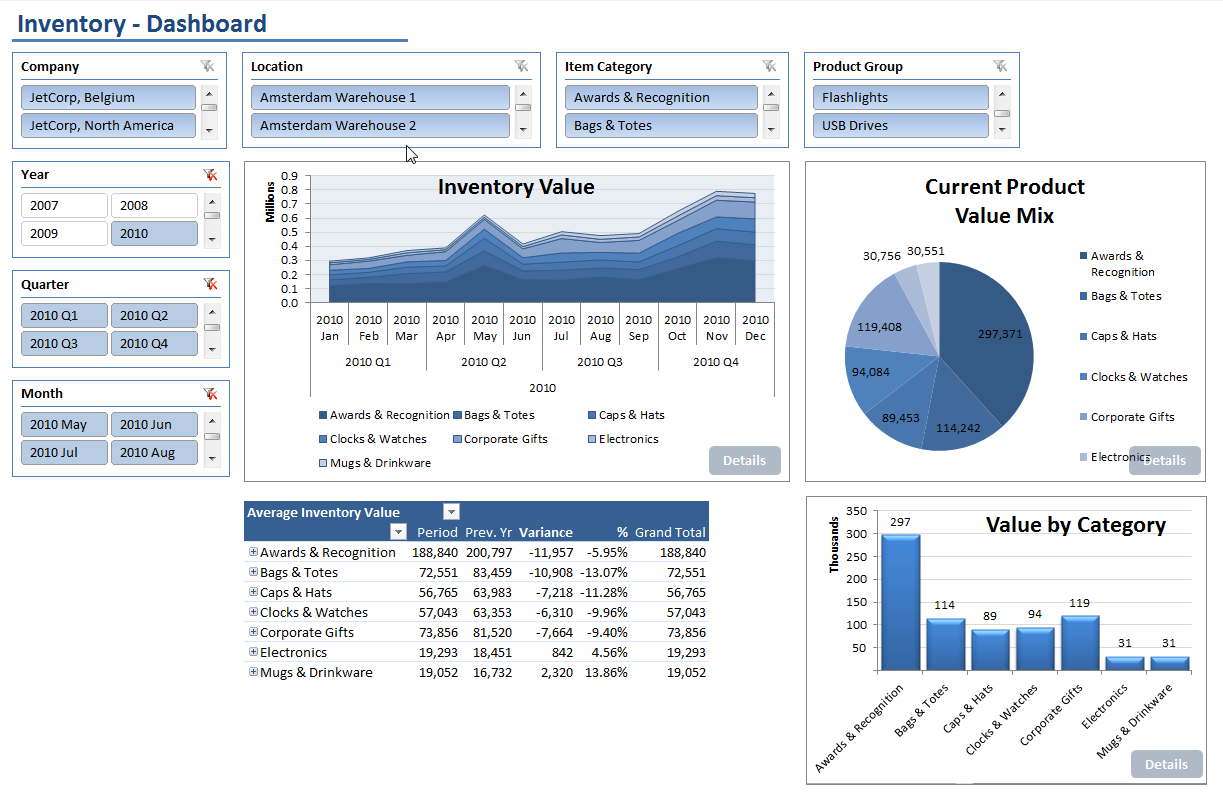 Inventory - Dashboard
Company
JetCorp, Belgium
JetCorp, North America
Location
Amsterdam Warehouse 1
Amsterdam Warehouse 2
Item Category
Awards & Recognition
Bags & Totes
Product Group
Flashlights
USB Drives
Year
2007 2008
2009 2010
Quarter
2010 Q1 2010 Q2
2010 Q3 2010 Q4
Month
2010 May 2010 Jun
2010 Jul 2010 Aug
Inventory Value
Millions
0.9
0.8
0.7
0.6
0.5
0.4
0.3
0.2
0.1
0.0
2010 2010 2010 2010 2010 2010 2010 2010 2010 2010 2010 2010
Jan Feb Mar Apr May Jun Jul Aug Sep Oct Nov Dec
2010 Q1 2010 Q2 2010 Q3 2010 Q4
2010
Awards & Recognition Bags & Totes Caps & Hats
Clocks & Watches Corporate Gifts Electronics
Mugs & Drinkware
Details
Current Product
Value Mix
30,756 30,551
297,371
119,408
94,084
89,453
114,242
Awards &
Recognition
Bags & Totes
Caps & Hats
Clocks & Watches
Corporate Gifts
Electronics
Details
Average Inventory Value
Period Prev. Yr Variance % Grand Total
Awards & Recognition 188,840 200,797 -11,957 -5.95% 188,840
Bags & Totes 72,551 83,459 -10,908 -13.07% 72,551
Caps & Hats 56,765 63,983 -7,218 -11.28% 56,765
Clocks & Watches 57,043 63,353 -6,310 -9.96% 57,043
Corporate Gifts 73,856 81,520 -7,664 -9.40% 73,856
Electronics 19,293 18,451 842 4.56% 19,293
Mugs & Drinkware 19,052 16,732 2,320 13.86% 19,052
Value by Category
Thousands
350
300
250
200
150
100
50
297
114
89
94
119
31
31
Awards & Recognition
Bags & Totes
Caps & Hats
Clocks & Watches
Corporate Gifts
Electronics
Mugs & Drinkware
Details